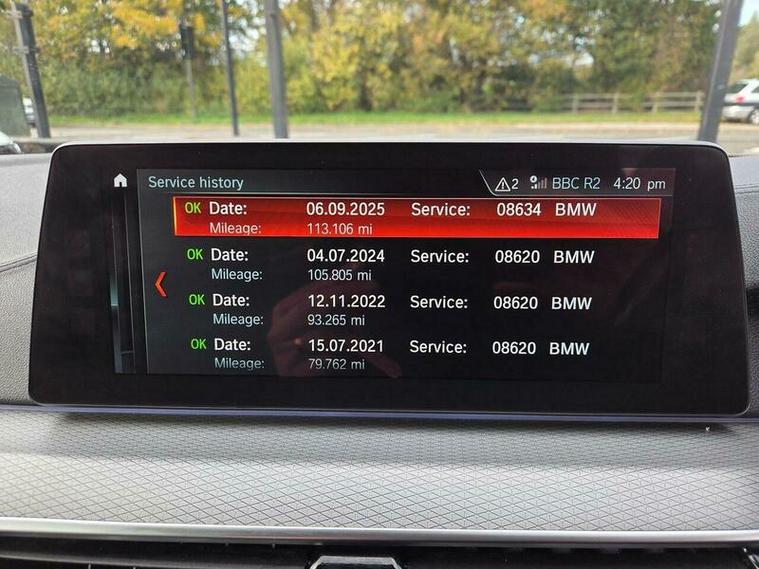 Service history
2 BBC R2 4:20 pm
OK Date: 06.09.2025 Service: 08634 BMW
Mileage: 113.106 mi
OK Date: 04.07.2024 Service: 08620 BMW
Mileage: 105.805 mi
OK Date: 12.11.2022 Service: 08620 BMW
Mileage: 93.265 mi
OK Date: 15.07.2021 Service: 08620 BMW
Mileage: 79.762 mi